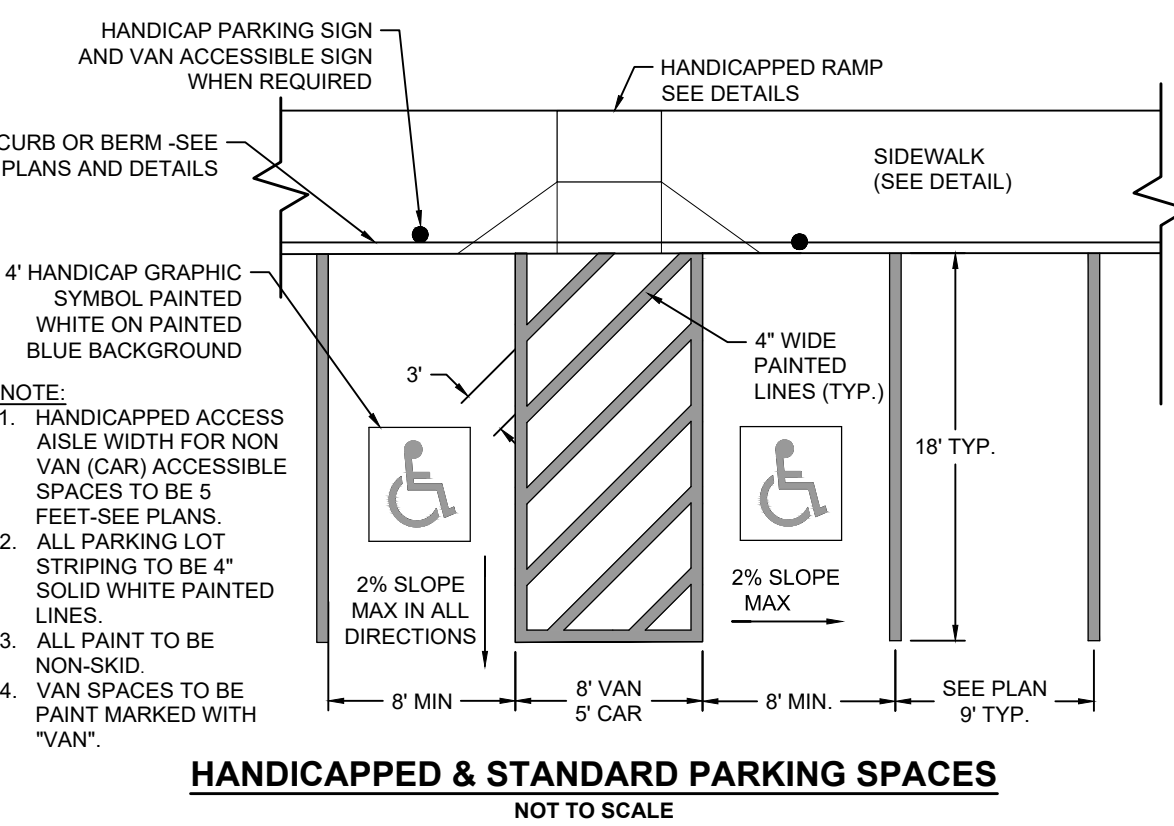 HANDICAP PARKING SIGN
AND VAN ACCESSIBLE SIGN
WHEN REQUIRED
HANDICAPPED RAMP
SEE DETAILS
CURB OR BERM -SEE
PLANS AND DETAILS
SIDEWALK
(SEE DETAIL)
4' HANDICAP GRAPHIC
SYMBOL PAINTED
WHITE ON PAINTED
BLUE BACKGROUND
3'
4" WIDE
PAINTED
LINES (TYP.)
18' TYP.
NOTE:
1. HANDICAPPED ACCESS
AISLE WIDTH FOR NON
VAN (CAR) ACCESSIBLE
SPACES TO BE 5
FEET-SEE PLANS.
2. ALL PARKING LOT
STRIPING TO BE 4"
SOLID WHITE PAINTED
LINES.
3. ALL PAINT TO BE
NON-SKID.
4. VAN SPACES TO BE
PAINT MARKED WITH
"VAN".
2% SLOPE
MAX IN ALL
DIRECTIONS
2% SLOPE
MAX
8' MIN
8' VAN
5' CAR
8' MIN.
SEE PLAN
9' TYP.
HANDICAPPED & STANDARD PARKING SPACES
NOT TO SCALE